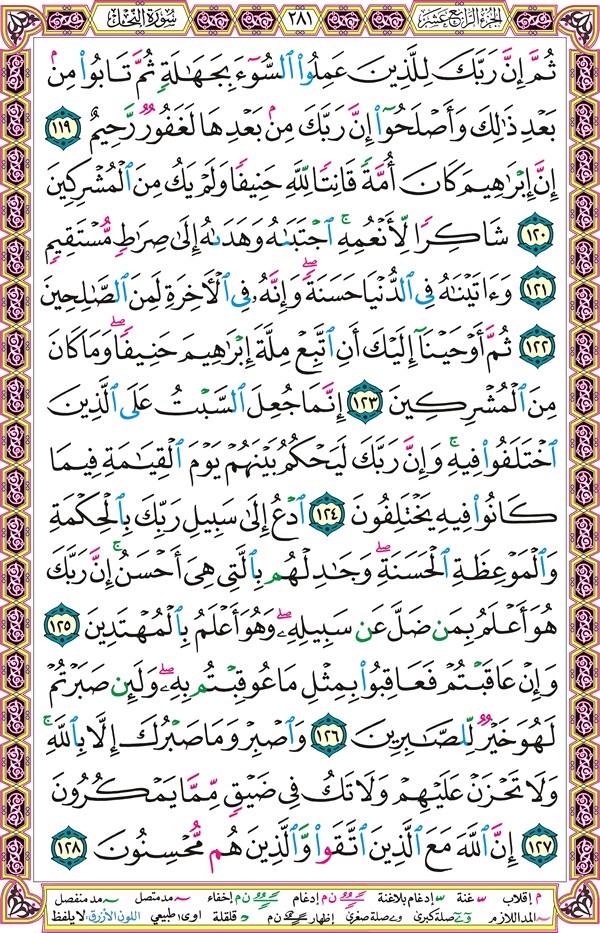 الجزء الرابع عشر ٢٨١ سورة النحل
ثُمَّ إِنَّ رَبَّكَ لِلَّذِينَ عَمِلُوا۟ ٱلسُّوٓءَ بِجَهَـٰلَةٍ ثُمَّ تَابُوا۟ مِنۢ
بَعْدِ ذَٰلِكَ وَأَصْلَحُوٓا۟ إِنَّ رَبَّكَ مِنۢ بَعْدِهَا لَغَفُورٌ رَّحِيمٌ ١١٩
إِنَّ إِبْرَٰهِيمَ كَانَ أُمَّةً قَانِتًا لِّلَّهِ حَنِيفًا وَلَمْ يَكُ مِنَ ٱلْمُشْرِكِينَ
١٢٠ شَاكِرًا لِّأَنْعُمِهِ ۚ ٱجْتَبَىٰهُ وَهَدَىٰهُ إِلَىٰ صِرَٰطٍ مُّسْتَقِيمٍ
١٢١ وَءَاتَيْنَـٰهُ فِى ٱلدُّنْيَا حَسَنَةً ۖ وَإِنَّهُۥ فِى ٱلْـَٔاخِرَةِ لَمِنَ ٱلصَّـٰلِحِينَ
١٢٢ ثُمَّ أَوْحَيْنَآ إِلَيْكَ أَنِ ٱتَّبِعْ مِلَّةَ إِبْرَٰهِيمَ حَنِيفًا ۖ وَمَا كَانَ
مِنَ ٱلْمُشْرِكِينَ ١٢٣ إِنَّمَا جُعِلَ ٱلسَّبْتُ عَلَى ٱلَّذِينَ
ٱخْتَلَفُوا۟ فِيهِ ۚ وَإِنَّ رَبَّكَ لَيَحْكُمُ بَيْنَهُمْ يَوْمَ ٱلْقِيَـٰمَةِ فِيمَا
كَانُوا۟ فِيهِ يَخْتَلِفُونَ ١٢٤ ٱدْعُ إِلَىٰ سَبِيلِ رَبِّكَ بِٱلْحِكْمَةِ
وَٱلْمَوْعِظَةِ ٱلْحَسَنَةِ ۖ وَجَـٰدِلْهُم بِٱلَّتِى هِىَ أَحْسَنُ ۚ إِنَّ رَبَّكَ
هُوَ أَعْلَمُ بِمَن ضَلَّ عَن سَبِيلِهِۦ ۖ وَهُوَ أَعْلَمُ بِٱلْمُهْتَدِينَ ١٢٥
وَإِنْ عَاقَبْتُمْ فَعَاقِبُوا۟ بِمِثْلِ مَا عُوقِبْتُم بِهِۦ ۖ وَلَئِن صَبَرْتُمْ
لَهُوَ خَيْرٌ لِّلصَّـٰبِرِينَ ١٢٦ وَٱصْبِرْ وَمَا صَبْرُكَ إِلَّا بِٱللَّهِ ۚ
وَلَا تَحْزَنْ عَلَيْهِمْ وَلَا تَكُ فِى ضَيْقٍ مِّمَّا يَمْكُرُونَ
١٢٧ إِنَّ ٱللَّهَ مَعَ ٱلَّذِينَ ٱتَّقَوا۟ وَّٱلَّذِينَ هُم مُّحْسِنُونَ ١٢٨
م إقلاب غنة إدغام بلاغنة ن م إدغام ن م إخفاء مد متصل مد منفصل
المد اللازم صلة كبرى صلة صغرى إظهار ن م قلقلة اوى طبيعي اللون الأزرق: لا يلفظ